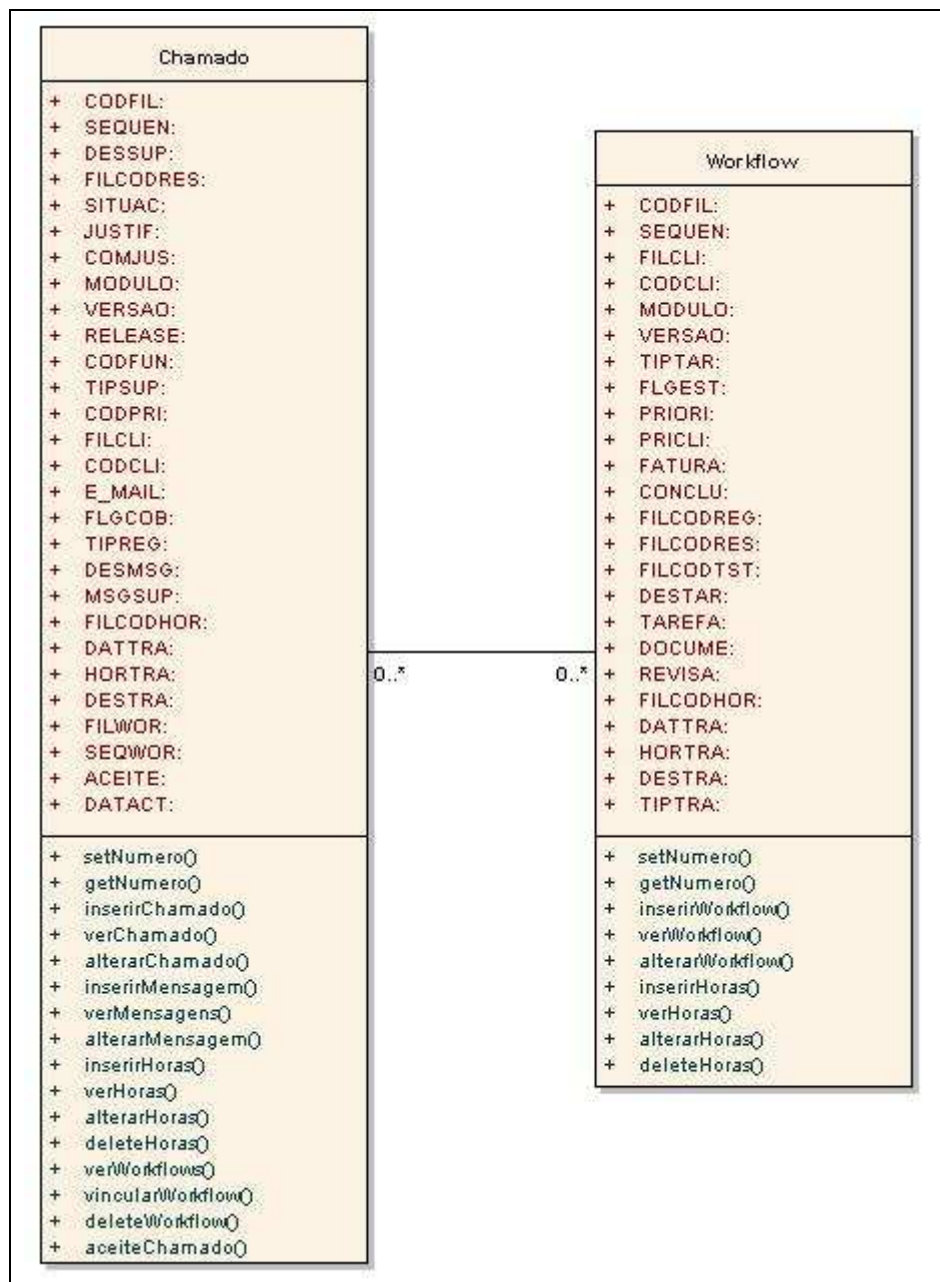 Chamado
+ CODFIL:
+ SEQUEN:
+ DESSUP:
+ FILCODRES:
+ SITUAC:
+ JUSTIF:
+ COMJUS:
+ MODULO:
+ VERSAO:
+ RELEASE:
+ CODFUN:
+ TIPSUP:
+ CODPRI:
+ FILCLI:
+ CODCLI:
+ E_MAIL:
+ FLGCOB:
+ TIPREG:
+ DESMSG:
+ MSGSUP:
+ FILCODHOR:
+ DATTRA:
+ HORTRA:
+ DESTRA:
+ FILWOR:
+ SEQWOR:
+ ACEITE:
+ DATACT:
+ setNumero()
+ getNumero()
+ inserirChamado()
+ verChamado()
+ alterarChamado()
+ inserirMensagem()
+ verMensagens()
+ alterarMensagem()
+ inserirHoras()
+ verHoras()
+ alterarHoras()
+ deleteHoras()
+ verWorkflows()
+ vincularWorkflow()
+ deleteWorkflow()
+ aceiteChamado()
0..*
0..*
Workflow
+ CODFIL:
+ SEQUEN:
+ FILCLI:
+ CODCLI:
+ MODULO:
+ VERSAO:
+ TIPTAR:
+ FLGEST:
+ PRIORI:
+ PRICLI:
+ FATURA:
+ CONCLU:
+ FILCODREG:
+ FILCODRES:
+ FILCODTST:
+ DESTAR:
+ TAREFA:
+ DOCUME:
+ REVISA:
+ FILCODHOR:
+ DATTRA:
+ HORTRA:
+ DESTRA:
+ TIPTRA:
+ setNumero()
+ getNumero()
+ inserirWorkflow()
+ verWorkflow()
+ alterarWorkflow()
+ inserirHoras()
+ verHoras()
+ alterarHoras()
+ deleteHoras()